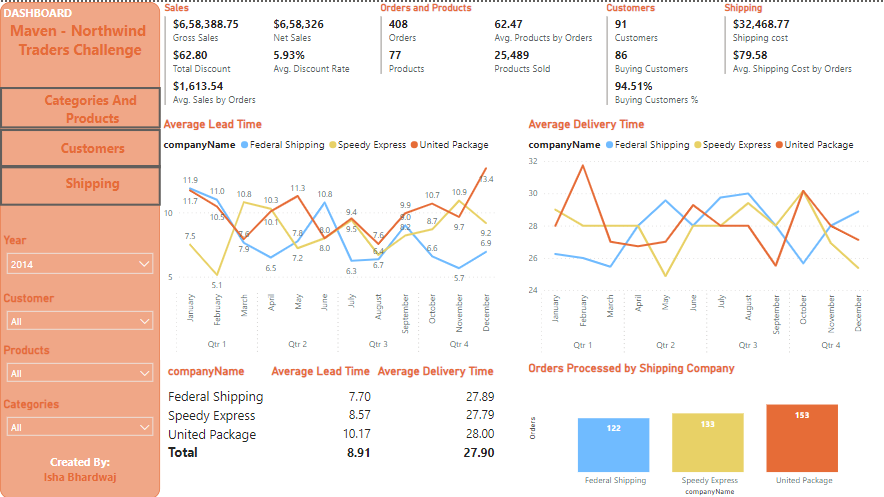 DASHBOARD
Maven - Northwind
Traders Challenge
Categories And
Products
Customers
Shipping
Year
2014
Customer
All
Products
All
Categories
All
Created By:
Isha Bhardwaj
Sales
$6,58,388.75
Gross Sales
$6,58,326
Net Sales
$62.80
Total Discount
5.93%
Avg. Discount Rate
$1,613.54
Avg. Sales by Orders
Orders and Products
408
Orders
62.47
Avg. Products by Orders
77
Products
25,489
Products Sold
Customers
91
Customers
86
Buying Customers
94.51%
Buying Customers %
Shipping
$32,468.77
Shipping cost
$79.58
Avg. Shipping Cost by Orders
Average Lead Time
companyName Federal Shipping Speedy Express United Package
10
5
11.9
11.7
7.5
11.0
10.5
5.1
10.8
7.6
7.9
10.3
10.1
6.5
11.3
7.8
7.2
10.8
8.0
8.0
9.4
9.5
6.3
7.6
6.4
6.7
9.9
9.0
8.2
10.7
8.7
6.6
10.9
9.7
5.7
13.4
9.2
6.9
January
February
March
April
May
June
July
August
September
October
November
December
Qtr 1
Qtr 2
Qtr 3
Qtr 4
Average Delivery Time
companyName Federal Shipping Speedy Express United Package
32
30
28
26
24
January
February
March
April
May
June
July
August
September
October
November
December
Qtr 1
Qtr 2
Qtr 3
Qtr 4
companyName Average Lead Time Average Delivery Time
Federal Shipping 7.70 27.89
Speedy Express 8.57 27.79
United Package 10.17 28.00
Total 8.91 27.90
Orders Processed by Shipping Company
Orders
122
133
153
Federal Shipping
Speedy Express
United Package
companyName